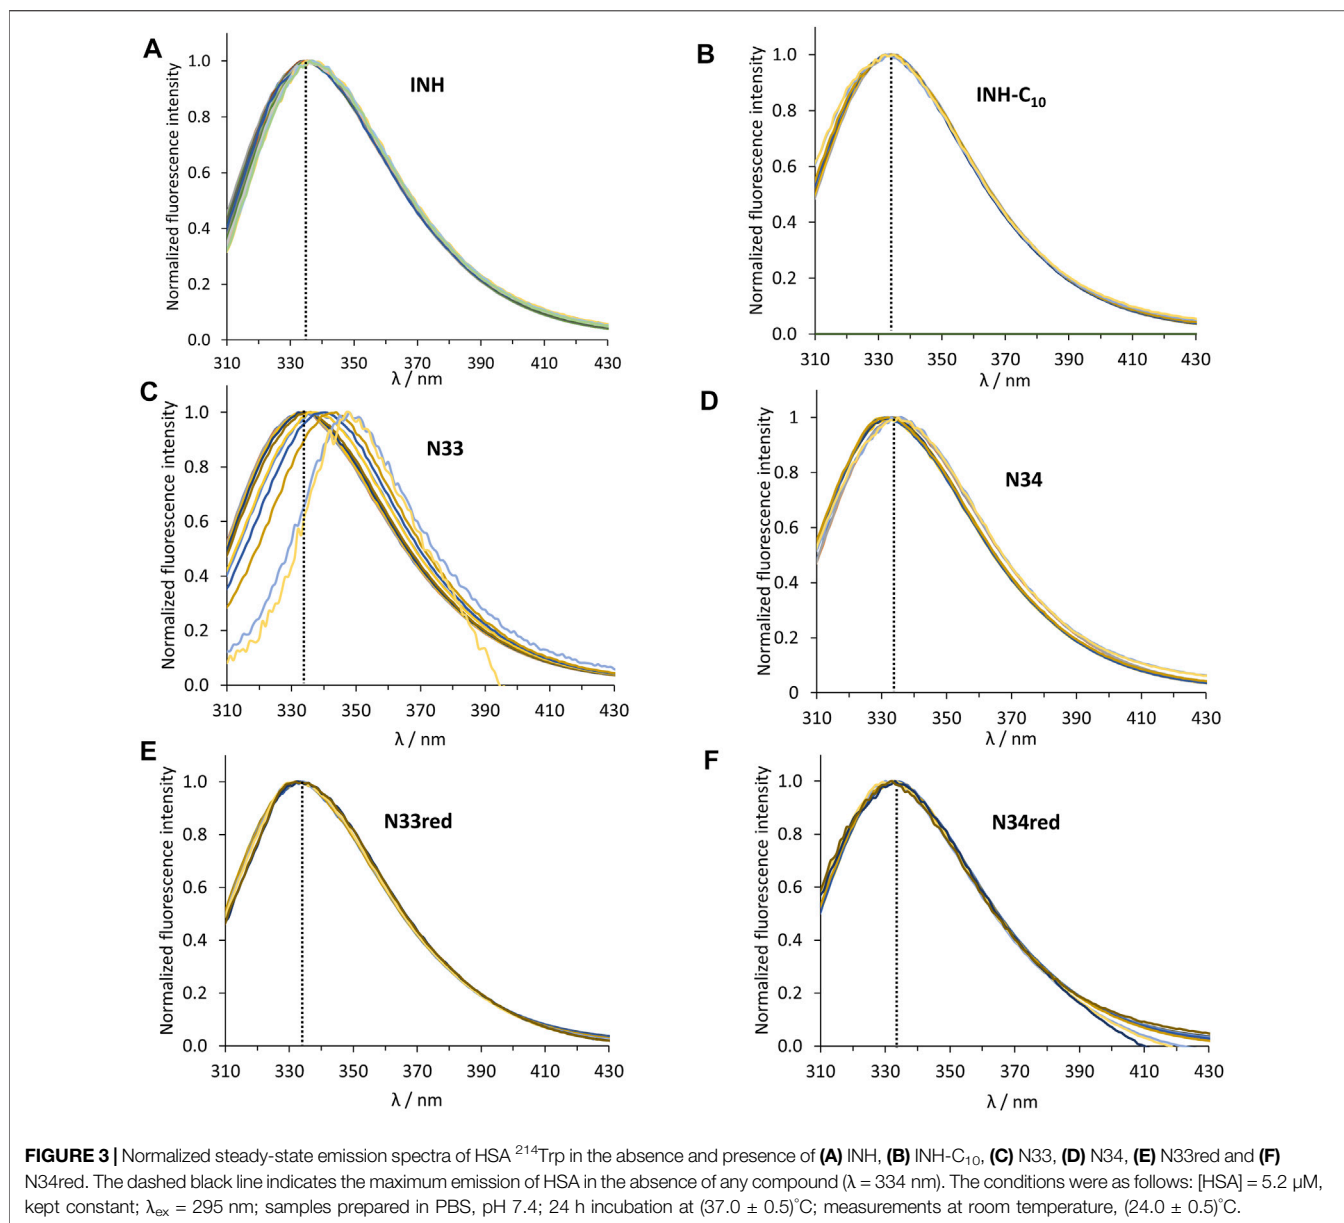 A
INH
Normalized fluorescence intensity
1.0
0.8
0.6
0.4
0.2
0.0
310 330 350 370 390 410 430
λ / nm
B
INH-C10
Normalized fluorescence intensity
1.0
0.8
0.6
0.4
0.2
0.0
310 330 350 370 390 410 430
λ / nm
C
N33
Normalized fluorescence intensity
1.0
0.8
0.6
0.4
0.2
0.0
310 330 350 370 390 410 430
λ / nm
D
N34
Normalized fluorescence intensity
1
0.8
0.6
0.4
0.2
0
310 330 350 370 390 410 430
λ / nm
E
N33red
Normalized fluorescence intensity
1.0
0.8
0.6
0.4
0.2
0.0
310 330 350 370 390 410 430
λ / nm
F
N34red
Normalized fluorescence intensity
1.0
0.8
0.6
0.4
0.2
0.0
310 330 350 370 390 410 430
λ / nm
FIGURE 3 | Normalized steady-state emission spectra of HSA ²¹⁴Trp in the absence and presence of (A) INH, (B) INH-C₁₀, (C) N33, (D) N34, (E) N33red and (F)
N34red. The dashed black line indicates the maximum emission of HSA in the absence of any compound (λ = 334 nm). The conditions were as follows: [HSA] = 5.2 μM,
kept constant; λex = 295 nm; samples prepared in PBS, pH 7.4; 24 h incubation at (37.0 ± 0.5)°C; measurements at room temperature, (24.0 ± 0.5)°C.